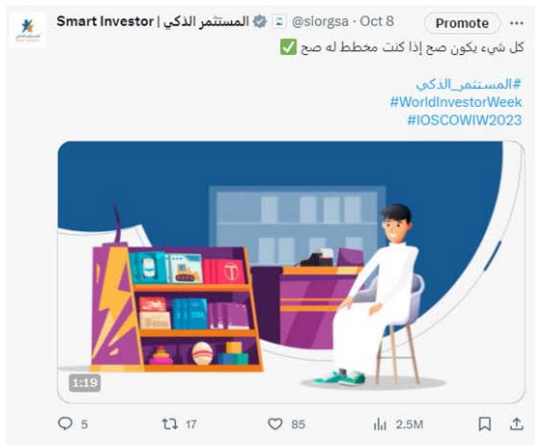 Smart Investor | المستثمر الذكي @siorgsa · Oct 8 Promote
كل شيء يكون صح إذا كنت مخطط له صح ✅
#المستثمر_الذكي
#WorldInvestorWeek
#IOSCOWIW2023
1:19
5 17 85 2.5M